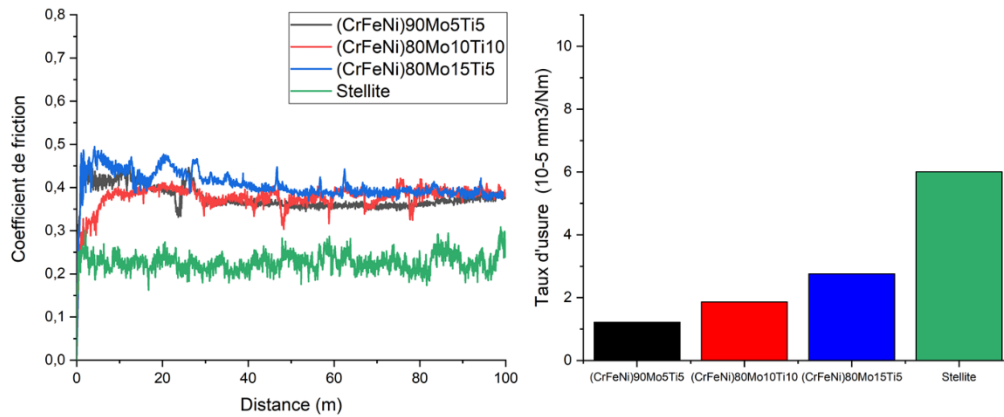 (CrFeNi)90Mo5Ti5
(CrFeNi)80Mo10Ti10
(CrFeNi)80Mo15Ti5
Stellite
Coefficient de friction
0,8
0,7
0,6
0,5
0,4
0,3
0,2
0,1
0,0
0
20
40
60
80
100
Distance (m)
Taux d'usure (10-5 mm3/Nm)
10
8
6
4
2
0
(CrFeNi)90Mo5Ti5
(CrFeNi)80Mo10Ti10
(CrFeNi)80Mo15Ti5
Stellite